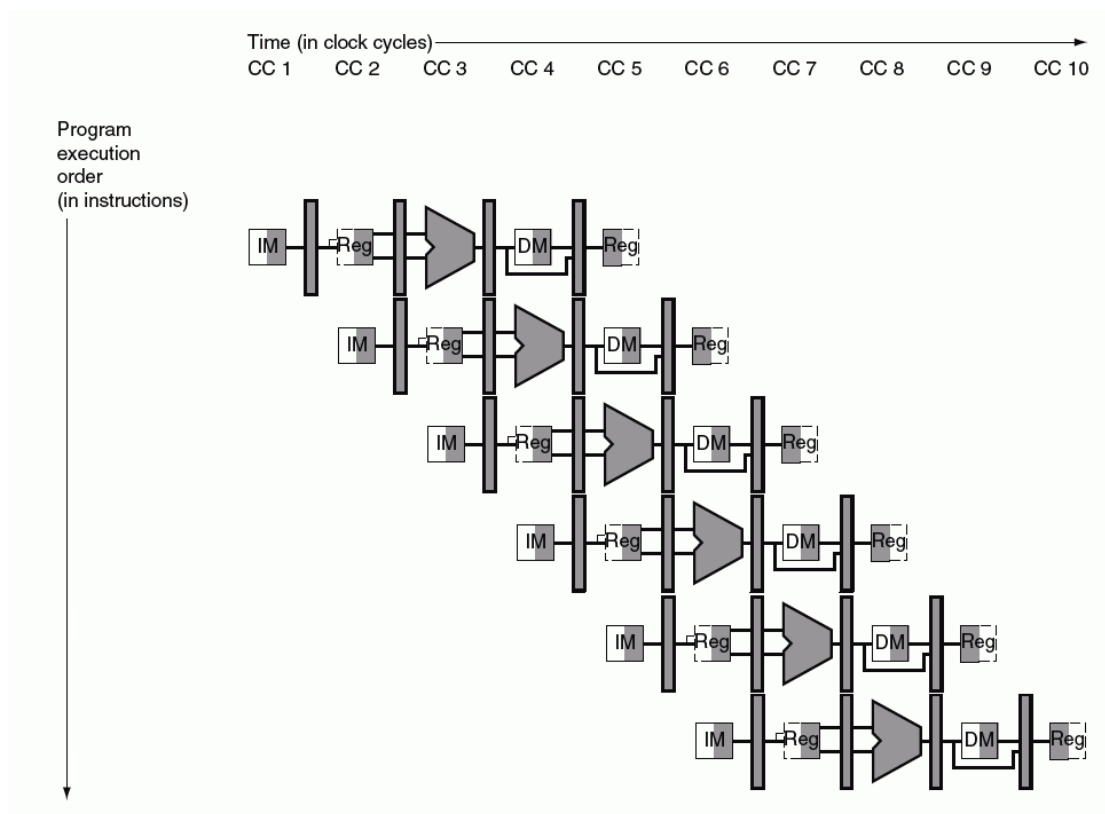 Time (in clock cycles)
CC 1 CC 2 CC 3 CC 4 CC 5 CC 6 CC 7 CC 8 CC 9 CC 10
Program
execution
order
(in instructions)
IM Reg DM Reg
IM Reg DM Reg
IM Reg DM Reg
IM Reg DM Reg
IM Reg DM Reg
IM Reg DM Reg